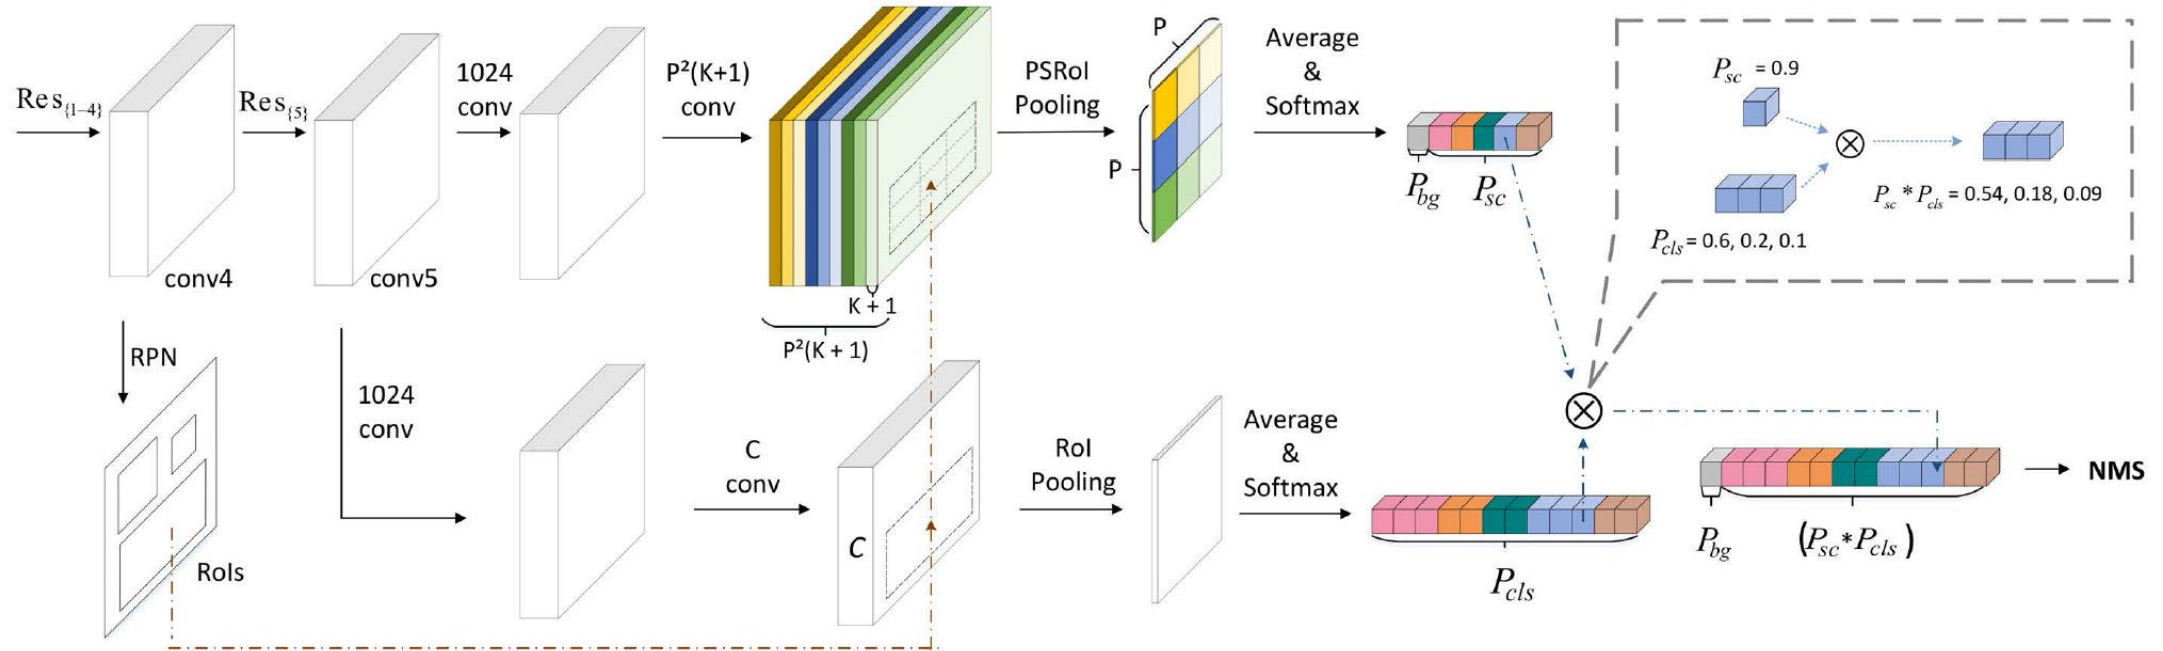 Res{1–4}
conv4
Res{5}
conv5
1024
conv
P²(K+1)
conv
K + 1
P²(K + 1)
PSRoI
Pooling
P
P
Average
&
Softmax
Pbg
Psc
Psc = 0.9
Pcls = 0.6, 0.2, 0.1
Psc * Pcls = 0.54, 0.18, 0.09
RPN
RoIs
1024
conv
C
conv
C
RoI
Pooling
Average
&
Softmax
Pcls
Pbg
(Psc*Pcls)
NMS